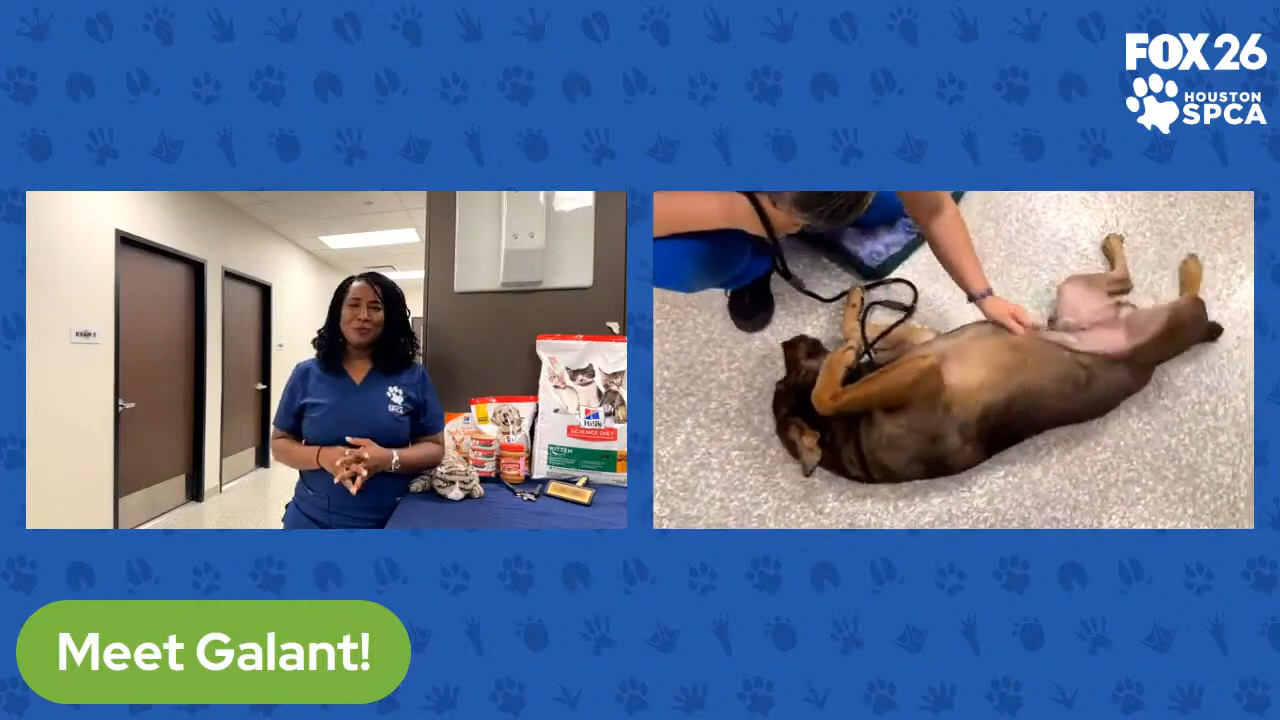 FOX 26
HOUSTON
SPCA
EXAM 2
SPCA
Hill's
SCIENCE DIET
KITTEN
Meet Galant!